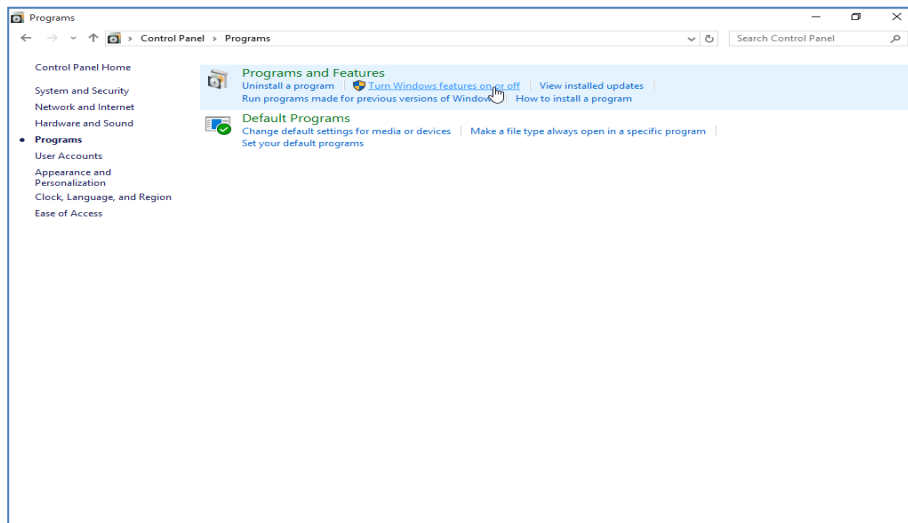 Programs
Control Panel > Programs
Search Control Panel
Control Panel Home
System and Security
Network and Internet
Hardware and Sound
Programs
User Accounts
Appearance and
Personalization
Clock, Language, and Region
Ease of Access
Programs and Features
Uninstall a program | Turn Windows features on or off | View installed updates |
Run programs made for previous versions of Windows | How to install a program
Default Programs
Change default settings for media or devices | Make a file type always open in a specific program |
Set your default programs